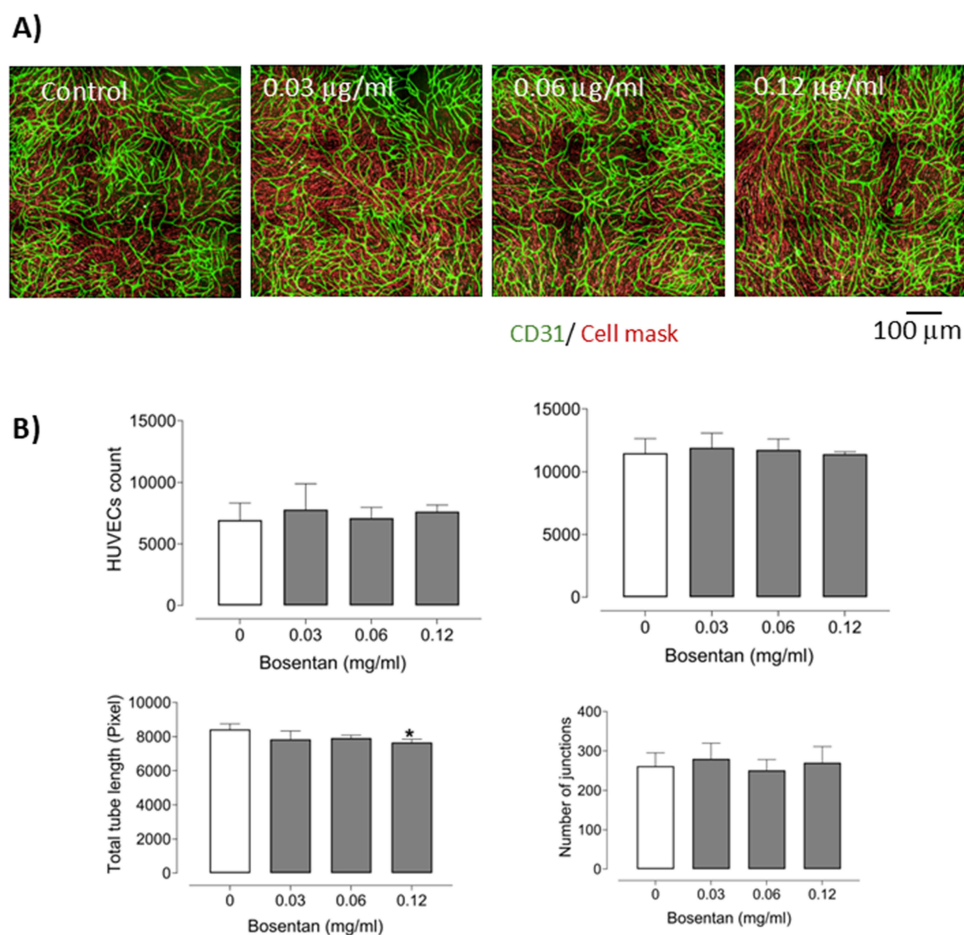 A)
Control
0.03 µg/ml
0.06 µg/ml
0.12 µg/ml
CD31/ Cell mask
100 µm
B)
HUVECs count
15000
10000
5000
0
0 0.03 0.06 0.12
Bosentan (mg/ml)
15000
10000
5000
0
0 0.03 0.06 0.12
Bosentan (mg/ml)
Total tube length (Pixel)
10000
8000
6000
4000
2000
0
*
0 0.03 0.06 0.12
Bosentan (mg/ml)
Number of junctions
400
300
200
100
0
0 0.03 0.06 0.12
Bosentan (mg/ml)